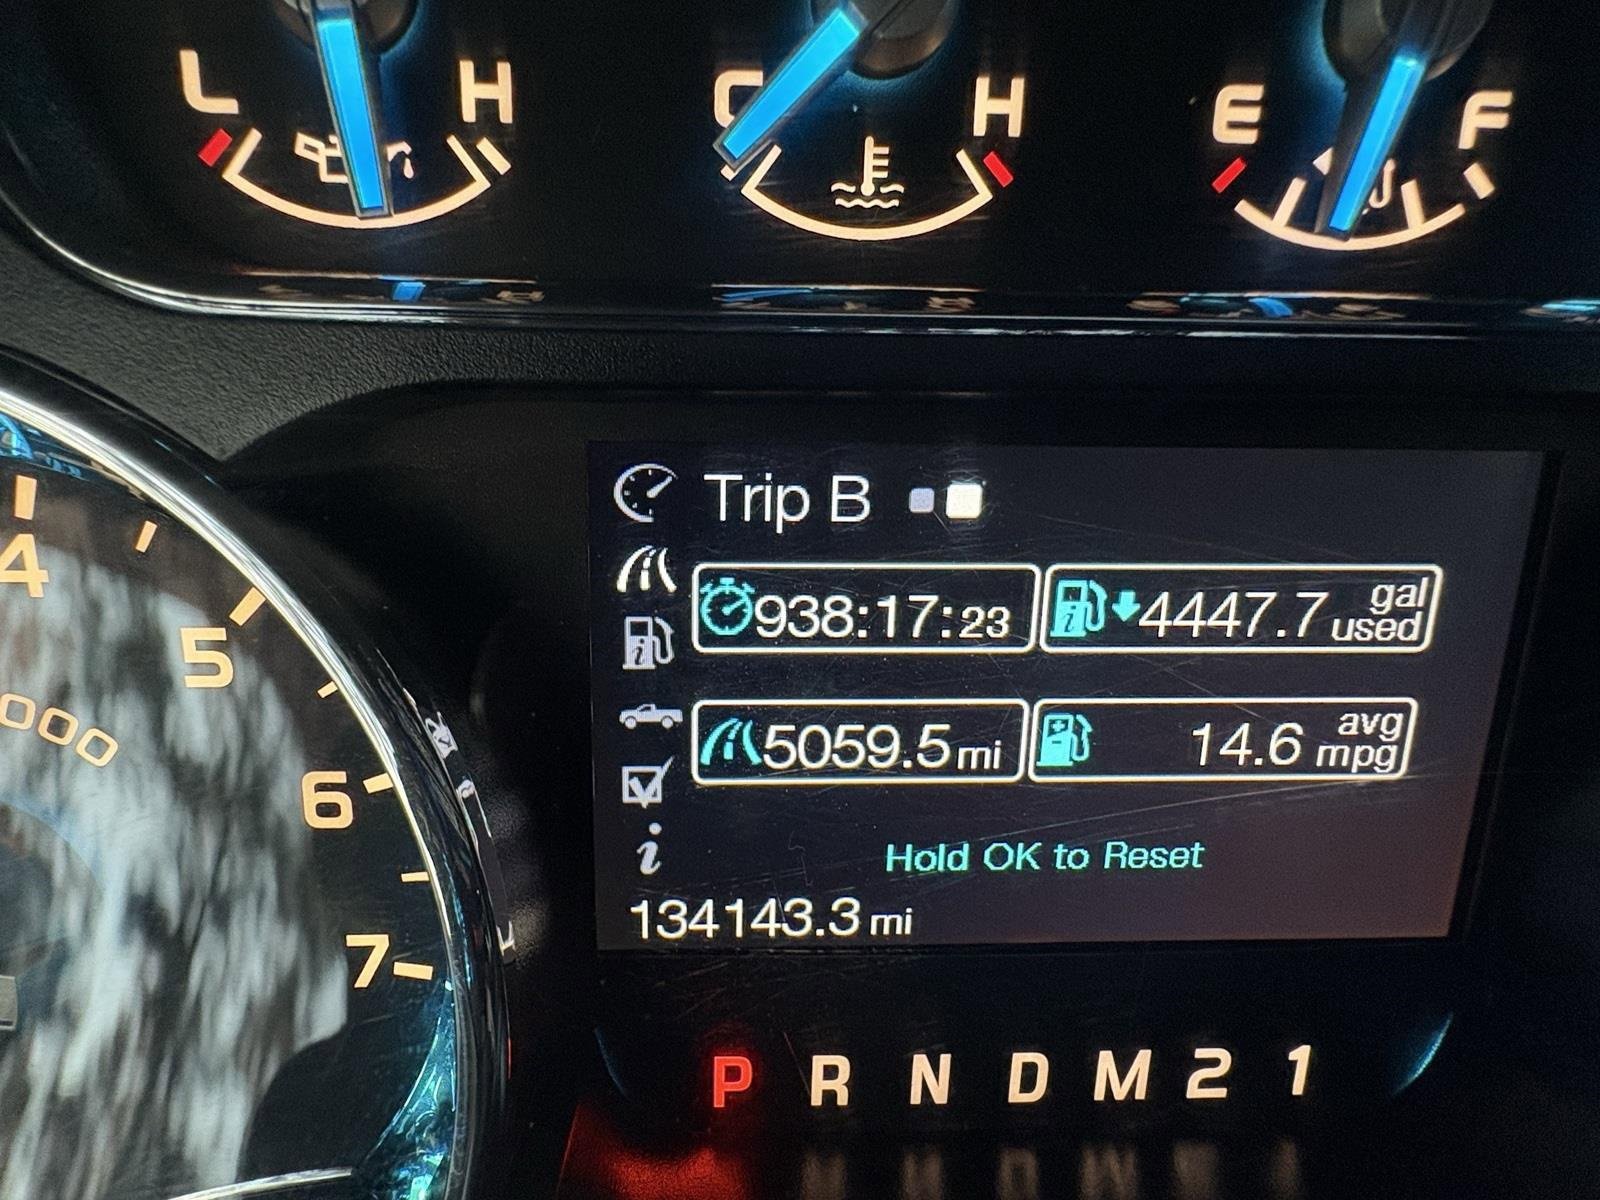 L H
C H
E F
4
5
000
6
7
Trip B
938:17:23
4447.7 gal used
5059.5 mi
14.6 avg mpg
Hold OK to Reset
134143.3 mi
P R N D M 2 1